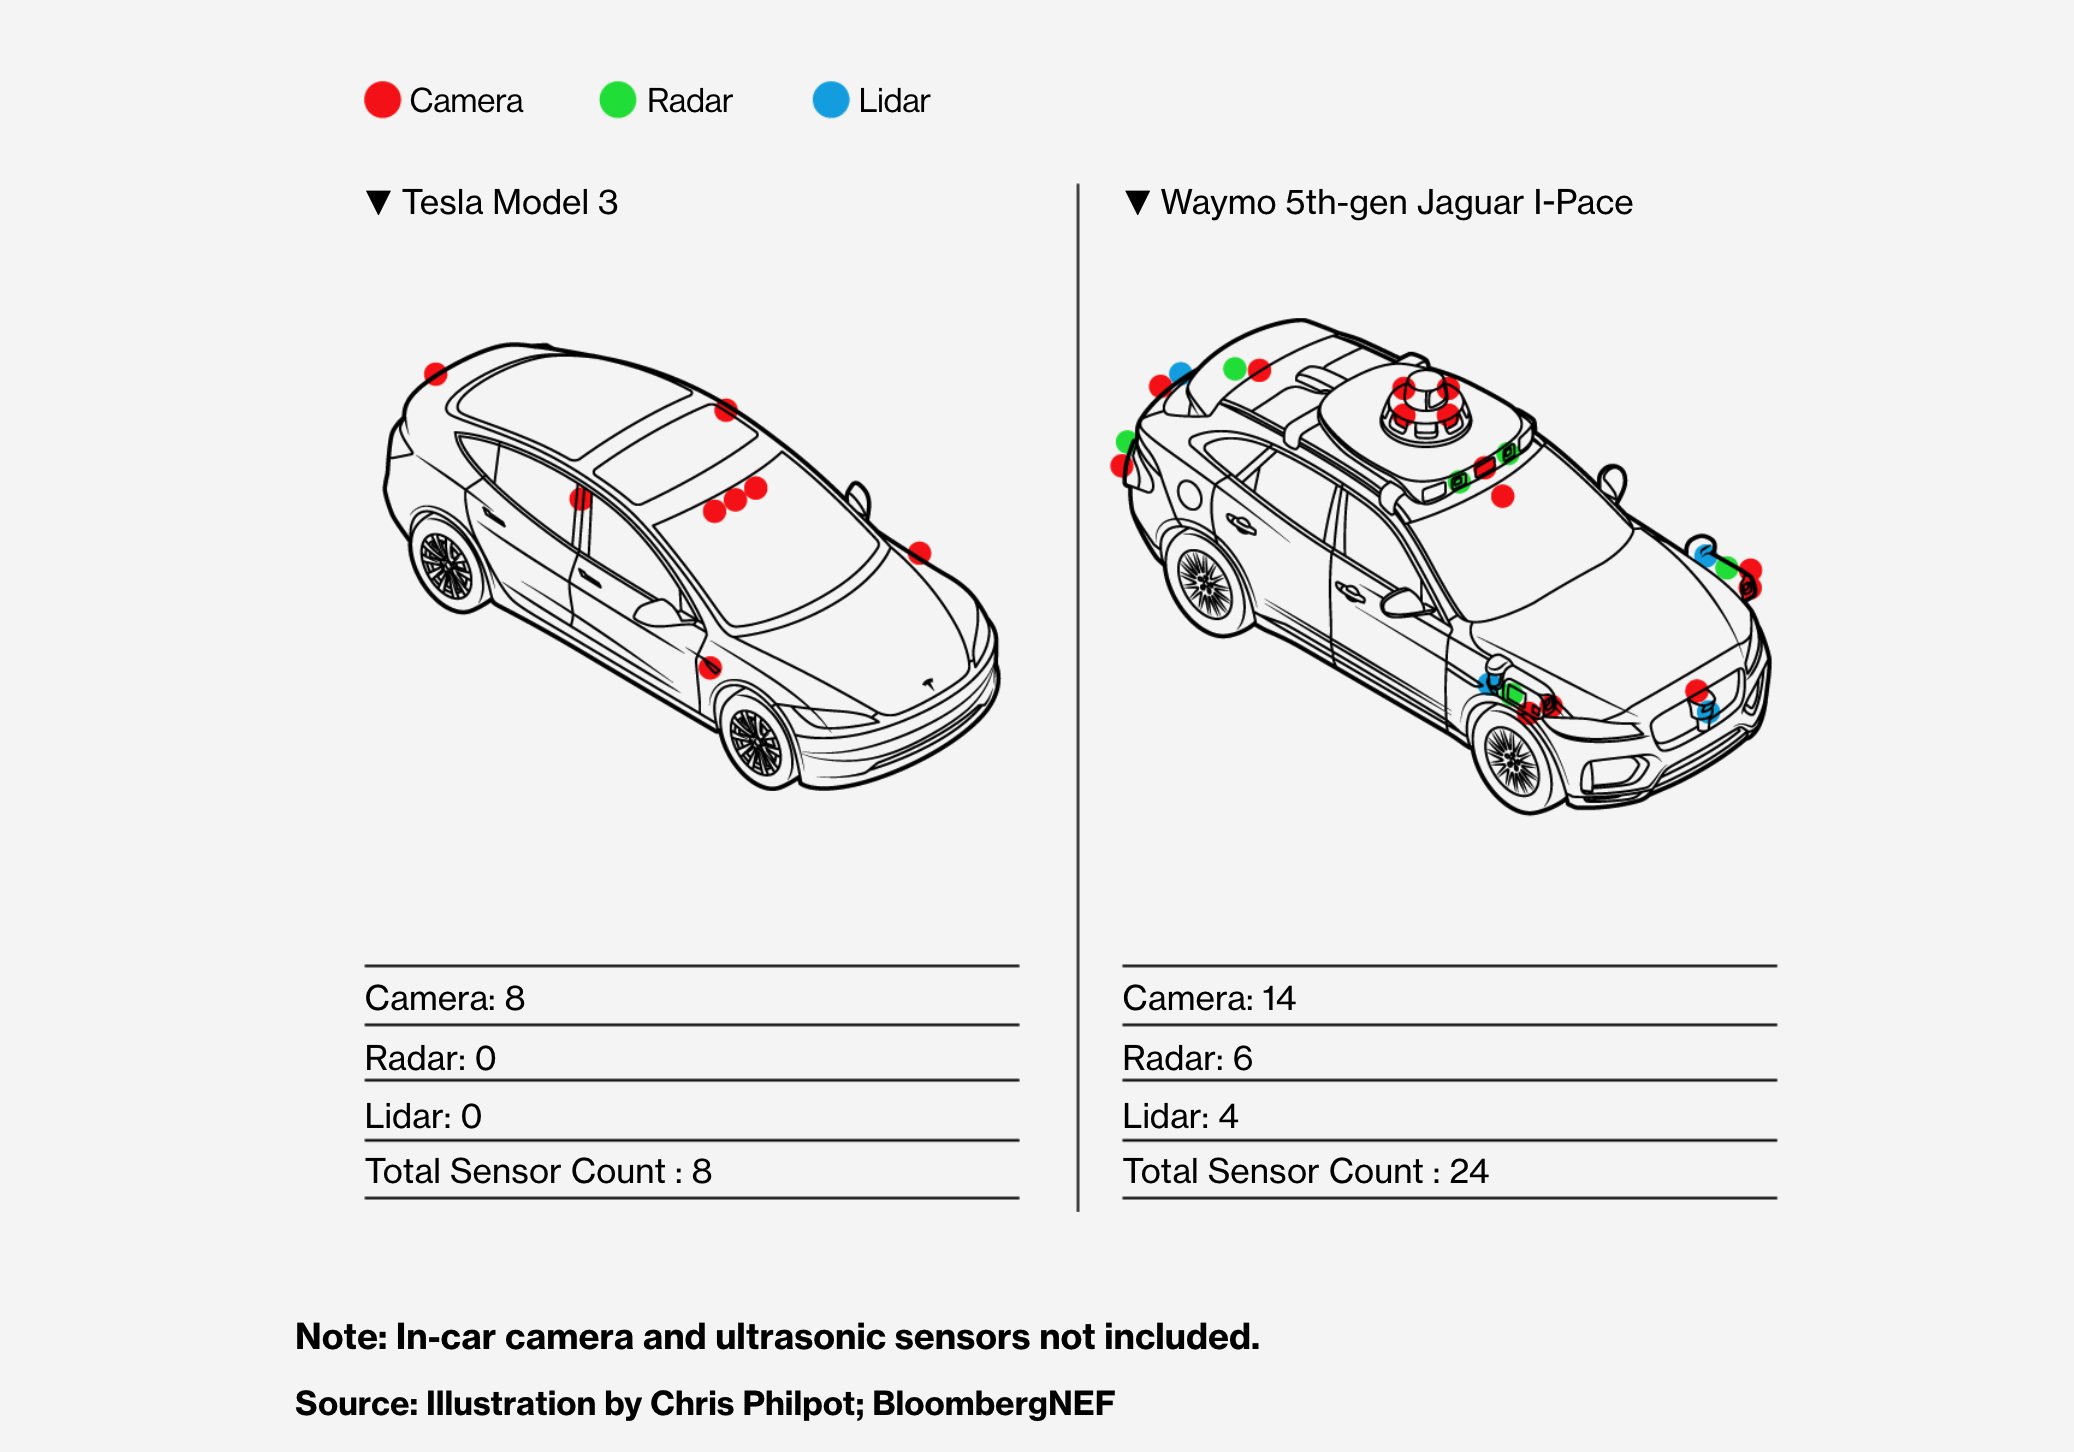 Camera
Radar
Lidar
▼ Tesla Model 3
Camera: 8
Radar: 0
Lidar: 0
Total Sensor Count : 8
▼ Waymo 5th-gen Jaguar I-Pace
Camera: 14
Radar: 6
Lidar: 4
Total Sensor Count : 24
Note: In-car camera and ultrasonic sensors not included.
Source: Illustration by Chris Philpot; BloombergNEF